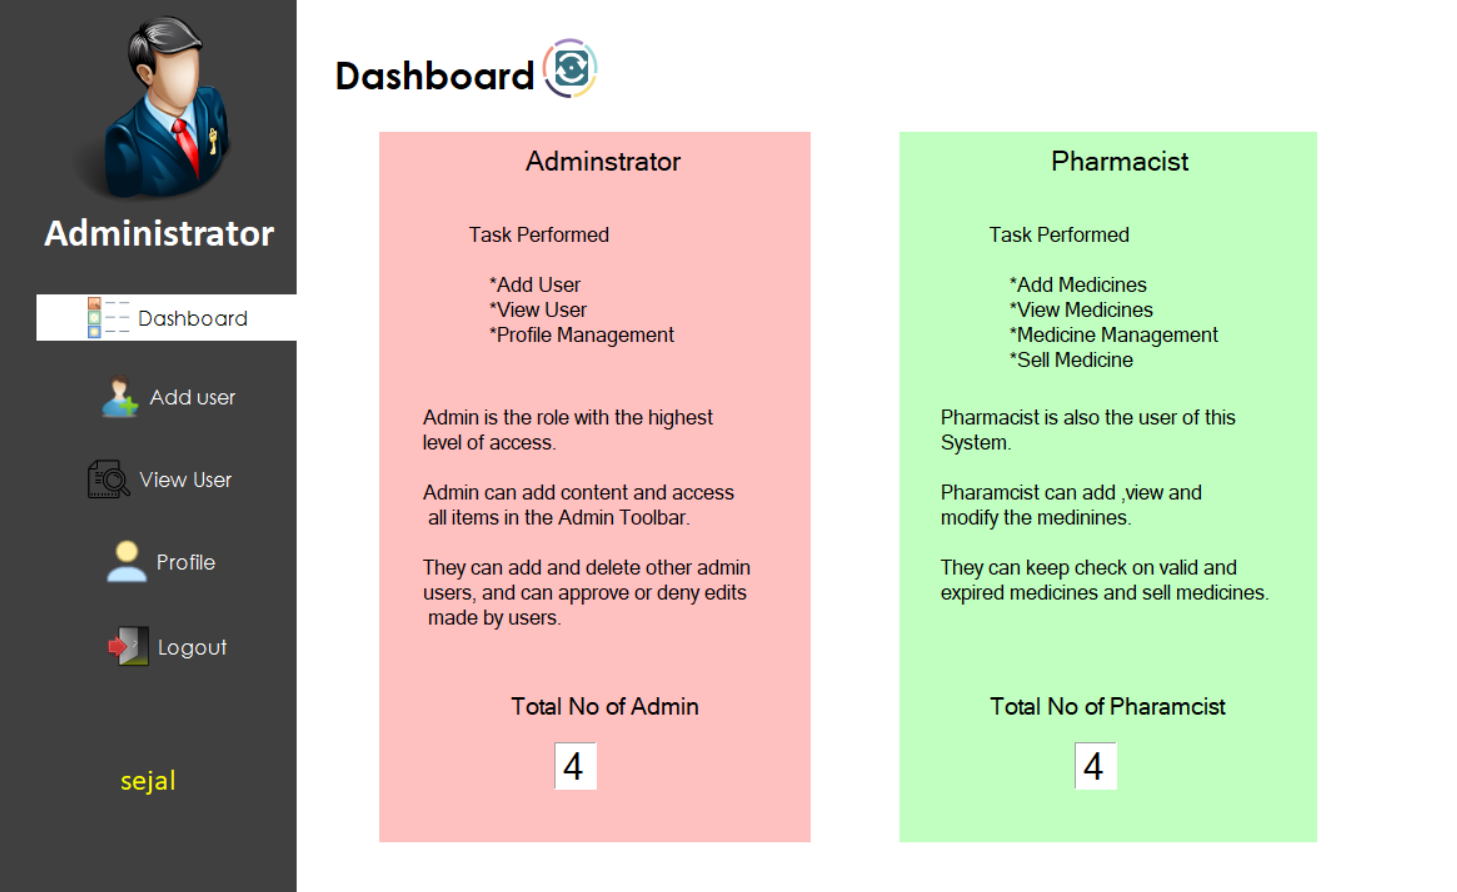 Administrator
Dashboard
Add user
View User
Profile
Logout
sejal
Dashboard
Adminstrator
Task Performed
*Add User
*View User
*Profile Management
Admin is the role with the highest
level of access.
Admin can add content and access
all items in the Admin Toolbar.
They can add and delete other admin
users, and can approve or deny edits
made by users.
Total No of Admin
4
Pharmacist
Task Performed
*Add Medicines
*View Medicines
*Medicine Management
*Sell Medicine
Pharmacist is also the user of this
System.
Pharamcist can add ,view and
modify the medinines.
They can keep check on valid and
expired medicines and sell medicines.
Total No of Pharamcist
4